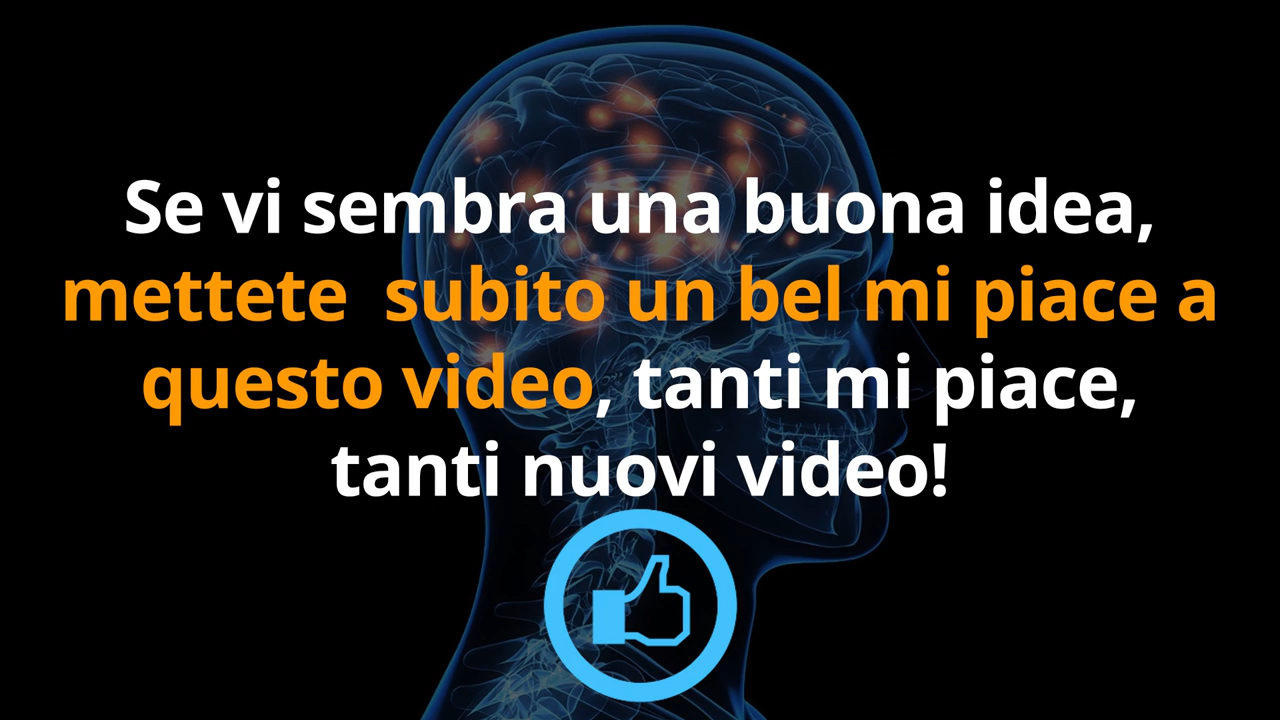 Se vi sembra una buona idea,
mettete  subito un bel mi piace a
questo video, tanti mi piace,
tanti nuovi video!